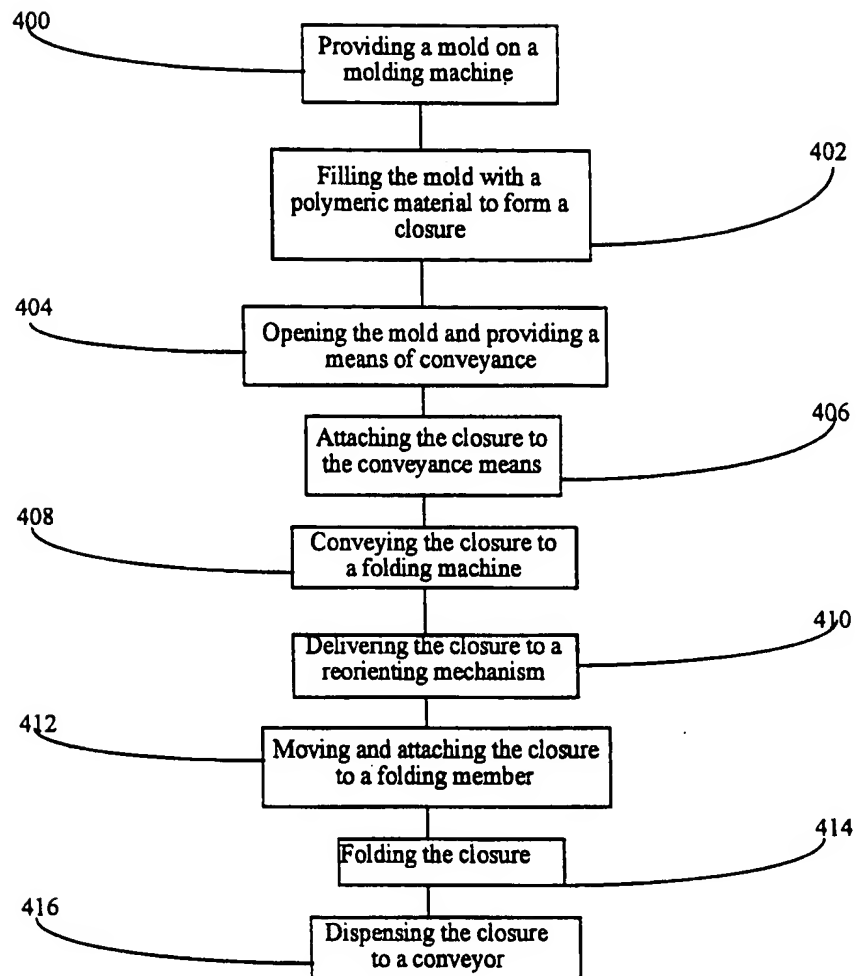 400
Providing a mold on a
molding machine
402
Filling the mold with a
polymeric material to form a
closure
404
Opening the mold and providing a
means of conveyance
406
Attaching the closure to
the conveyance means
408
Conveying the closure to
a folding machine
410
Delivering the closure to a
reorienting mechanism
412
Moving and attaching the closure
to a folding member
414
Folding the closure
416
Dispensing the closure
to a conveyor